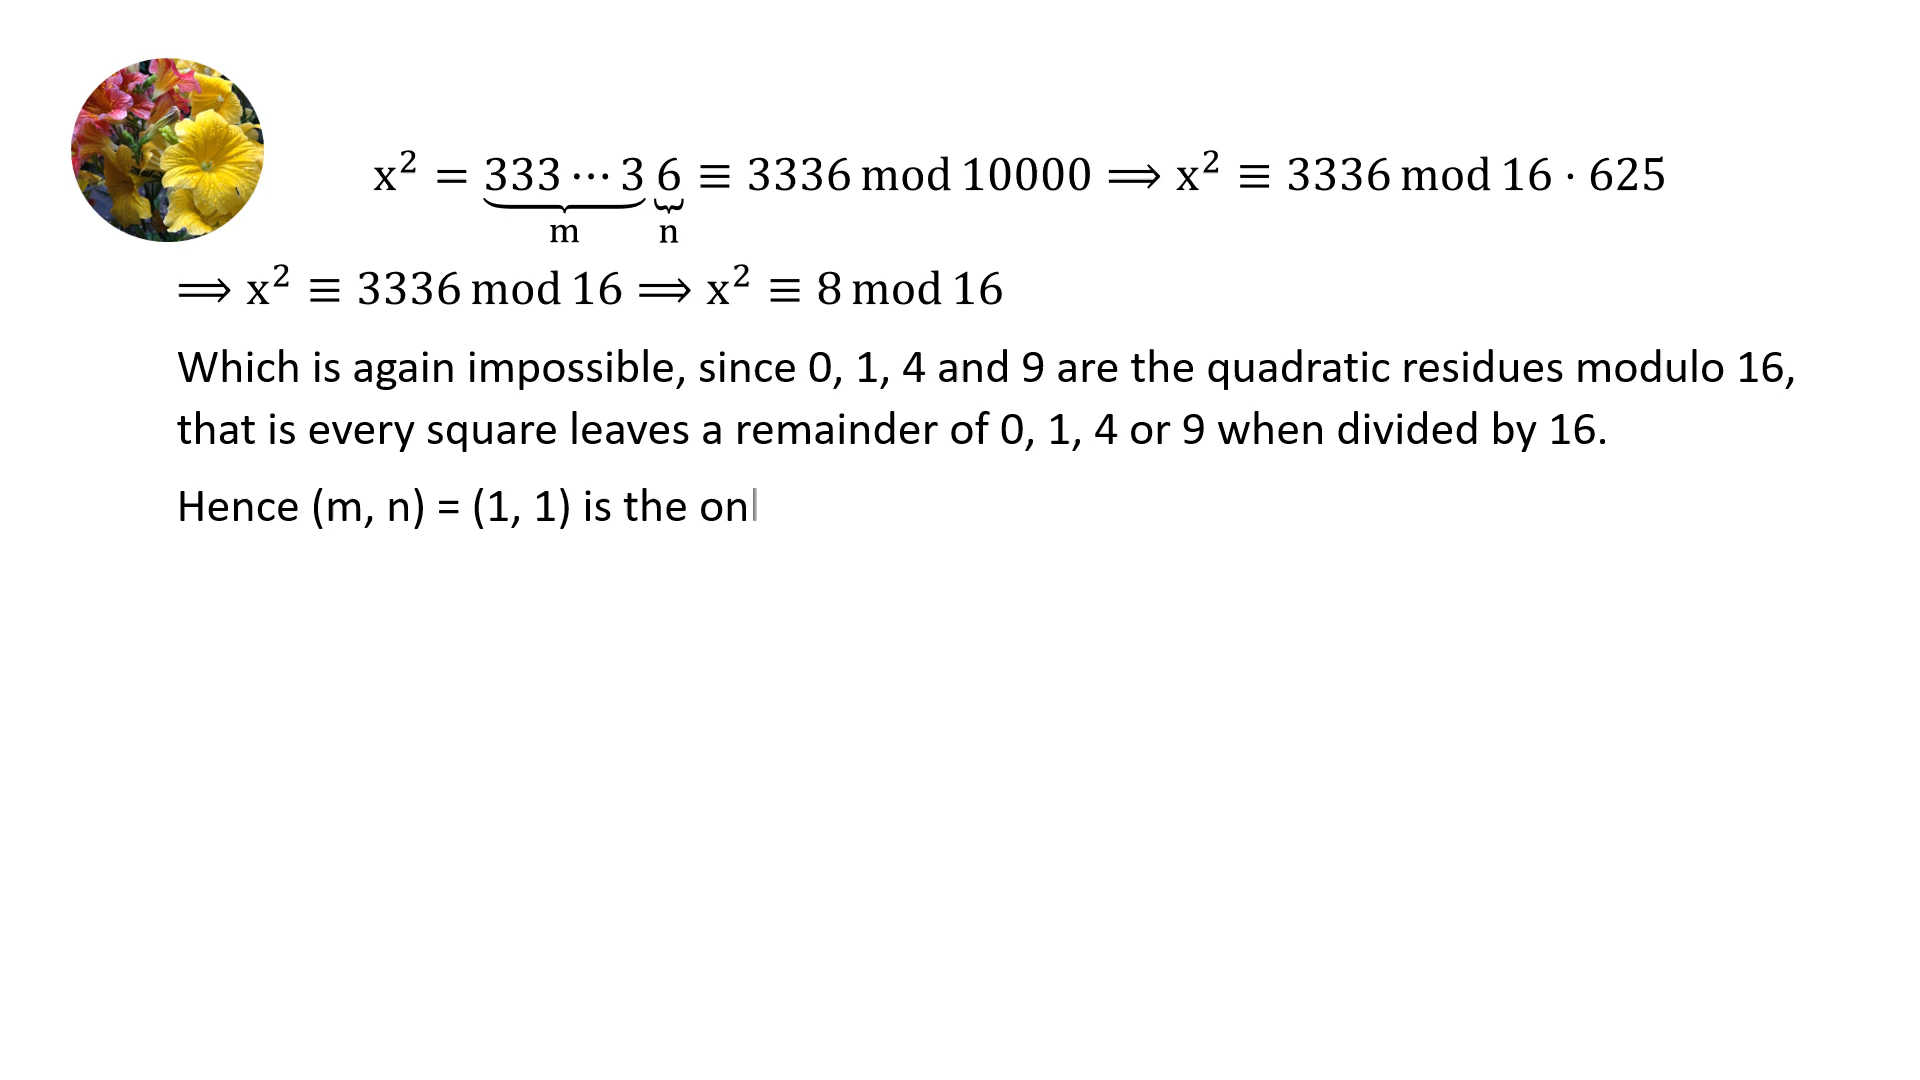 x² = 333 ⋯ 3 6 ≡ 3336 mod 10000 ⟹ x² ≡ 3336 mod 16 · 625
m n
⟹ x² ≡ 3336 mod 16 ⟹ x² ≡ 8 mod 16
Which is again impossible, since 0, 1, 4 and 9 are the quadratic residues modulo 16,
that is every square leaves a remainder of 0, 1, 4 or 9 when divided by 16.
Hence (m, n) = (1, 1) is the onl